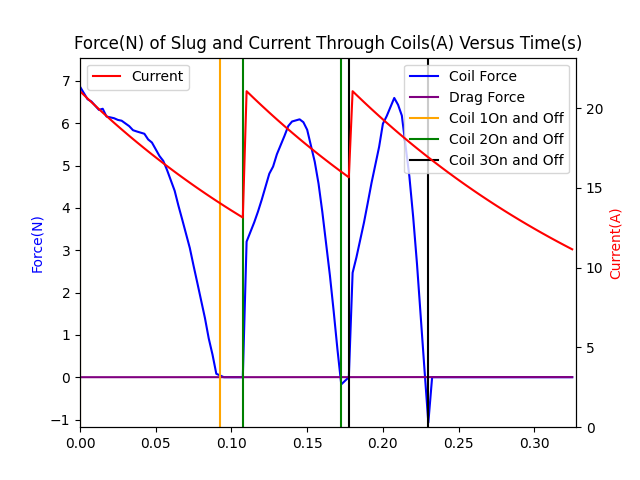 Force(N) of Slug and Current Through Coils(A) Versus Time(s)
Current
Coil Force
Drag Force
Coil 1On and Off
Coil 2On and Off
Coil 3On and Off
Force(N)
7
6
5
4
3
2
1
0
−1
Current(A)
20
15
10
5
0
0.00 0.05 0.10 0.15 0.20 0.25 0.30